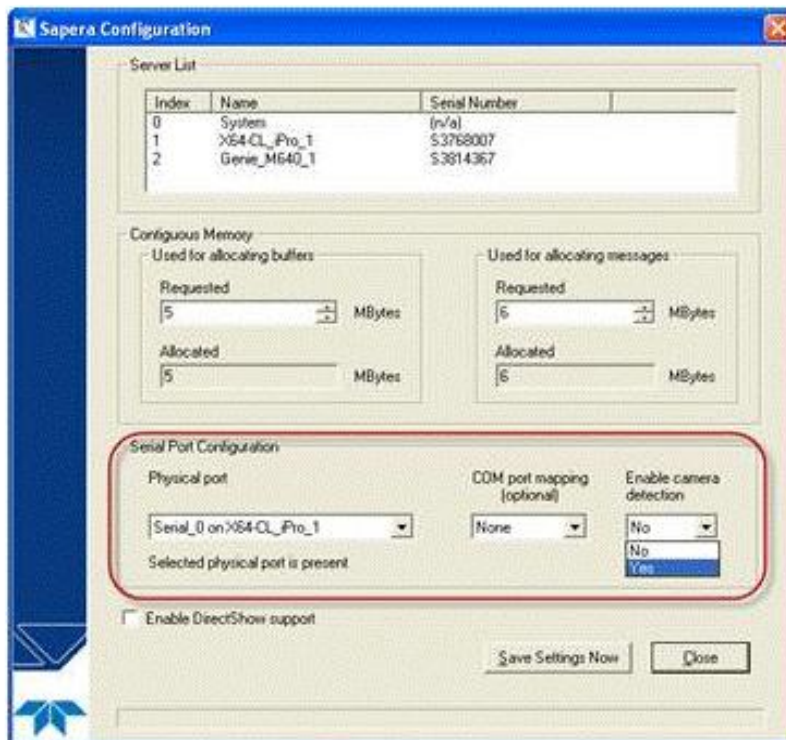 Sapera Configuration
Server List
Index Name Serial Number
0 System (n/a)
1 X64-CL_iPro_1 S3768007
2 Genie_M640_1 S3814367
Contiguous Memory
Used for allocating buffers
Requested
5 MBytes
Allocated
5 MBytes
Used for allocating messages
Requested
6 MBytes
Allocated
6 MBytes
Serial Port Configuration
Physical port
Serial_0 on X64-CL_iPro_1
Selected physical port is present
COM port mapping
(optional)
None
Enable camera
detection
No
No
Yes
Enable DirectShow support
Save Settings Now
Close